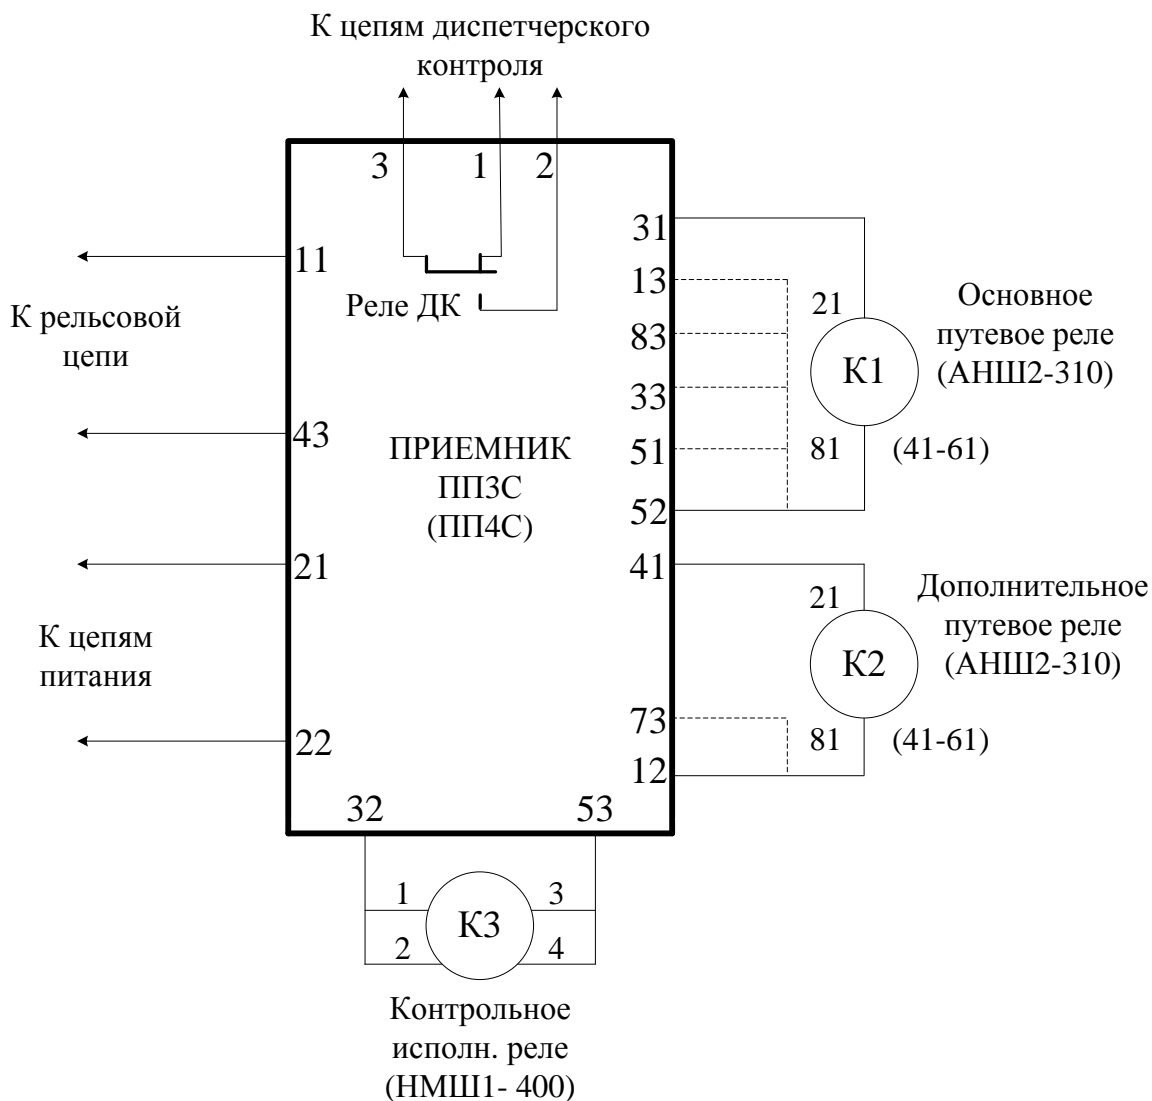 К цепям диспетчерского
контроля
3
1
2
11
Реле ДК
К рельсовой
цепи
43
21
К цепям
питания
22
ПРИЕМНИК
ПП3С
(ПП4С)
31
13
83
33
51
52
41
73
12
21
К1
81
(41-61)
Основное
путевое реле
(АНШ2-310)
21
К2
81
(41-61)
Дополнительное
путевое реле
(АНШ2-310)
32
53
1
2
К3
3
4
Контрольное
исполн. реле
(НМШ1- 400)